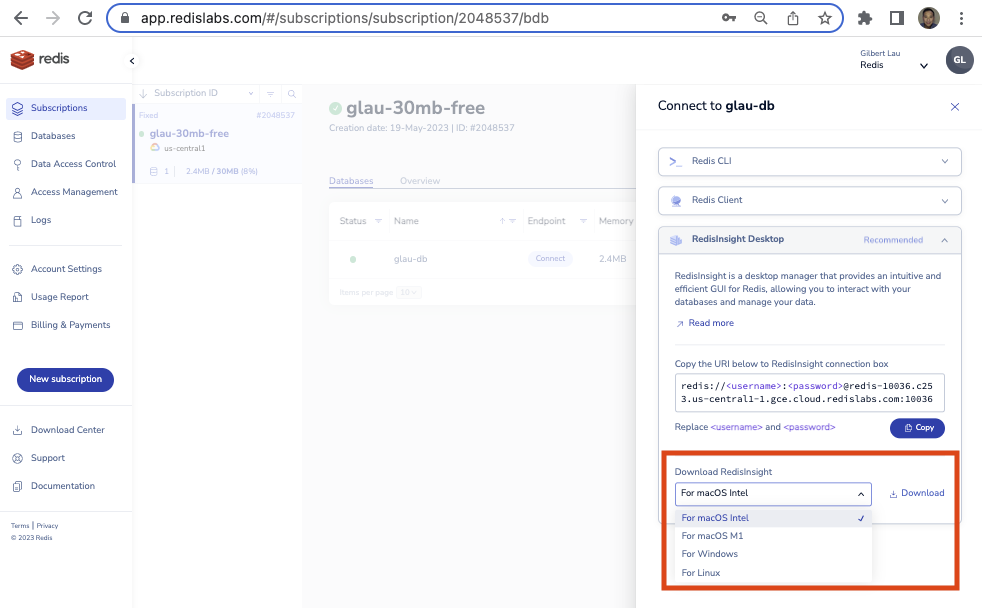 app.redislabs.com/#/subscriptions/subscription/2048537/bdb
redis
Gilbert Lau
Redis
GL
Subscriptions
Databases
Data Access Control
Access Management
Logs
Account Settings
Usage Report
Billing & Payments
New subscription
Download Center
Support
Documentation
Terms | Privacy
© 2023 Redis
Subscription ID
Fixed #2048537
glau-30mb-free
us-central1
1 | 2.4MB / 30MB (8%)
glau-30mb-free
Creation date: 19-May-2023 | ID: #2048537
Databases Overview
Status Name Endpoint Memory
glau-db Connect 2.4MB
Items per page 10
Connect to glau-db
Redis CLI
Redis Client
RedisInsight Desktop Recommended
RedisInsight is a desktop manager that provides an intuitive and
efficient GUI for Redis, allowing you to interact with your
databases and manage your data.
Read more
Copy the URI below to RedisInsight connection box
redis://<username>:<password>@redis-10036.c25
3.us-central1-1.gce.cloud.redislabs.com:10036
Replace <username> and <password> Copy
Download RedisInsight
For macOS Intel Download
For macOS Intel
For macOS M1
For Windows
For Linux